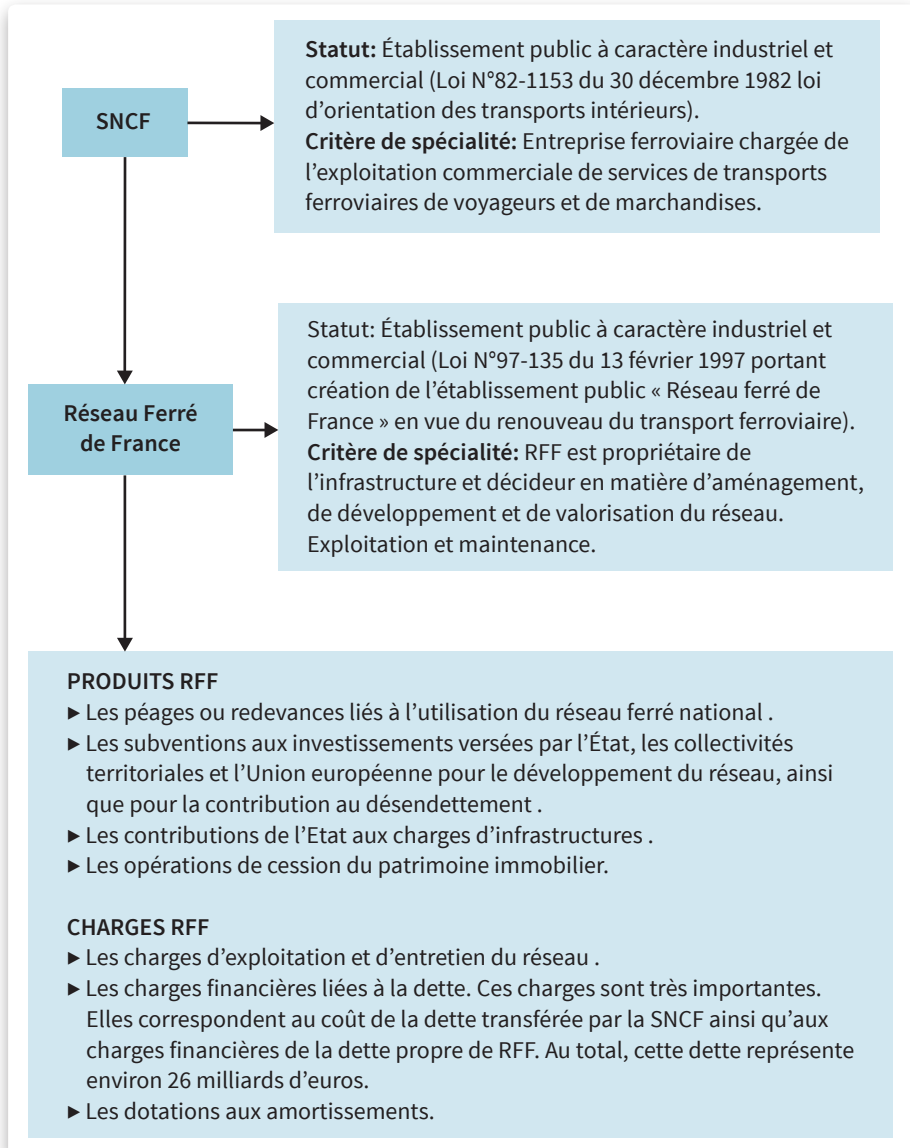 SNCF
Statut: Établissement public à caractère industriel et
commercial (Loi N°82-1153 du 30 décembre 1982 loi
d’orientation des transports intérieurs).
Critère de spécialité: Entreprise ferroviaire chargée de
l’exploitation commerciale de services de transports
ferroviaires de voyageurs et de marchandises.
Réseau Ferré
de France
Statut: Établissement public à caractère industriel et
commercial (Loi N°97-135 du 13 février 1997 portant
création de l’établissement public « Réseau ferré de
France » en vue du renouveau du transport ferroviaire).
Critère de spécialité: RFF est propriétaire de
l’infrastructure et décideur en matière d’aménagement,
de développement et de valorisation du réseau.
Exploitation et maintenance.
PRODUITS RFF
▸ Les péages ou redevances liés à l’utilisation du réseau ferré national .
▸ Les subventions aux investissements versées par l’État, les collectivités
territoriales et l’Union européenne pour le développement du réseau, ainsi
que pour la contribution au désendettement .
▸ Les contributions de l’Etat aux charges d’infrastructures .
▸ Les opérations de cession du patrimoine immobilier.
CHARGES RFF
▸ Les charges d’exploitation et d’entretien du réseau .
▸ Les charges financières liées à la dette. Ces charges sont très importantes.
Elles correspondent au coût de la dette transférée par la SNCF ainsi qu’aux
charges financières de la dette propre de RFF. Au total, cette dette représente
environ 26 milliards d’euros.
▸ Les dotations aux amortissements.